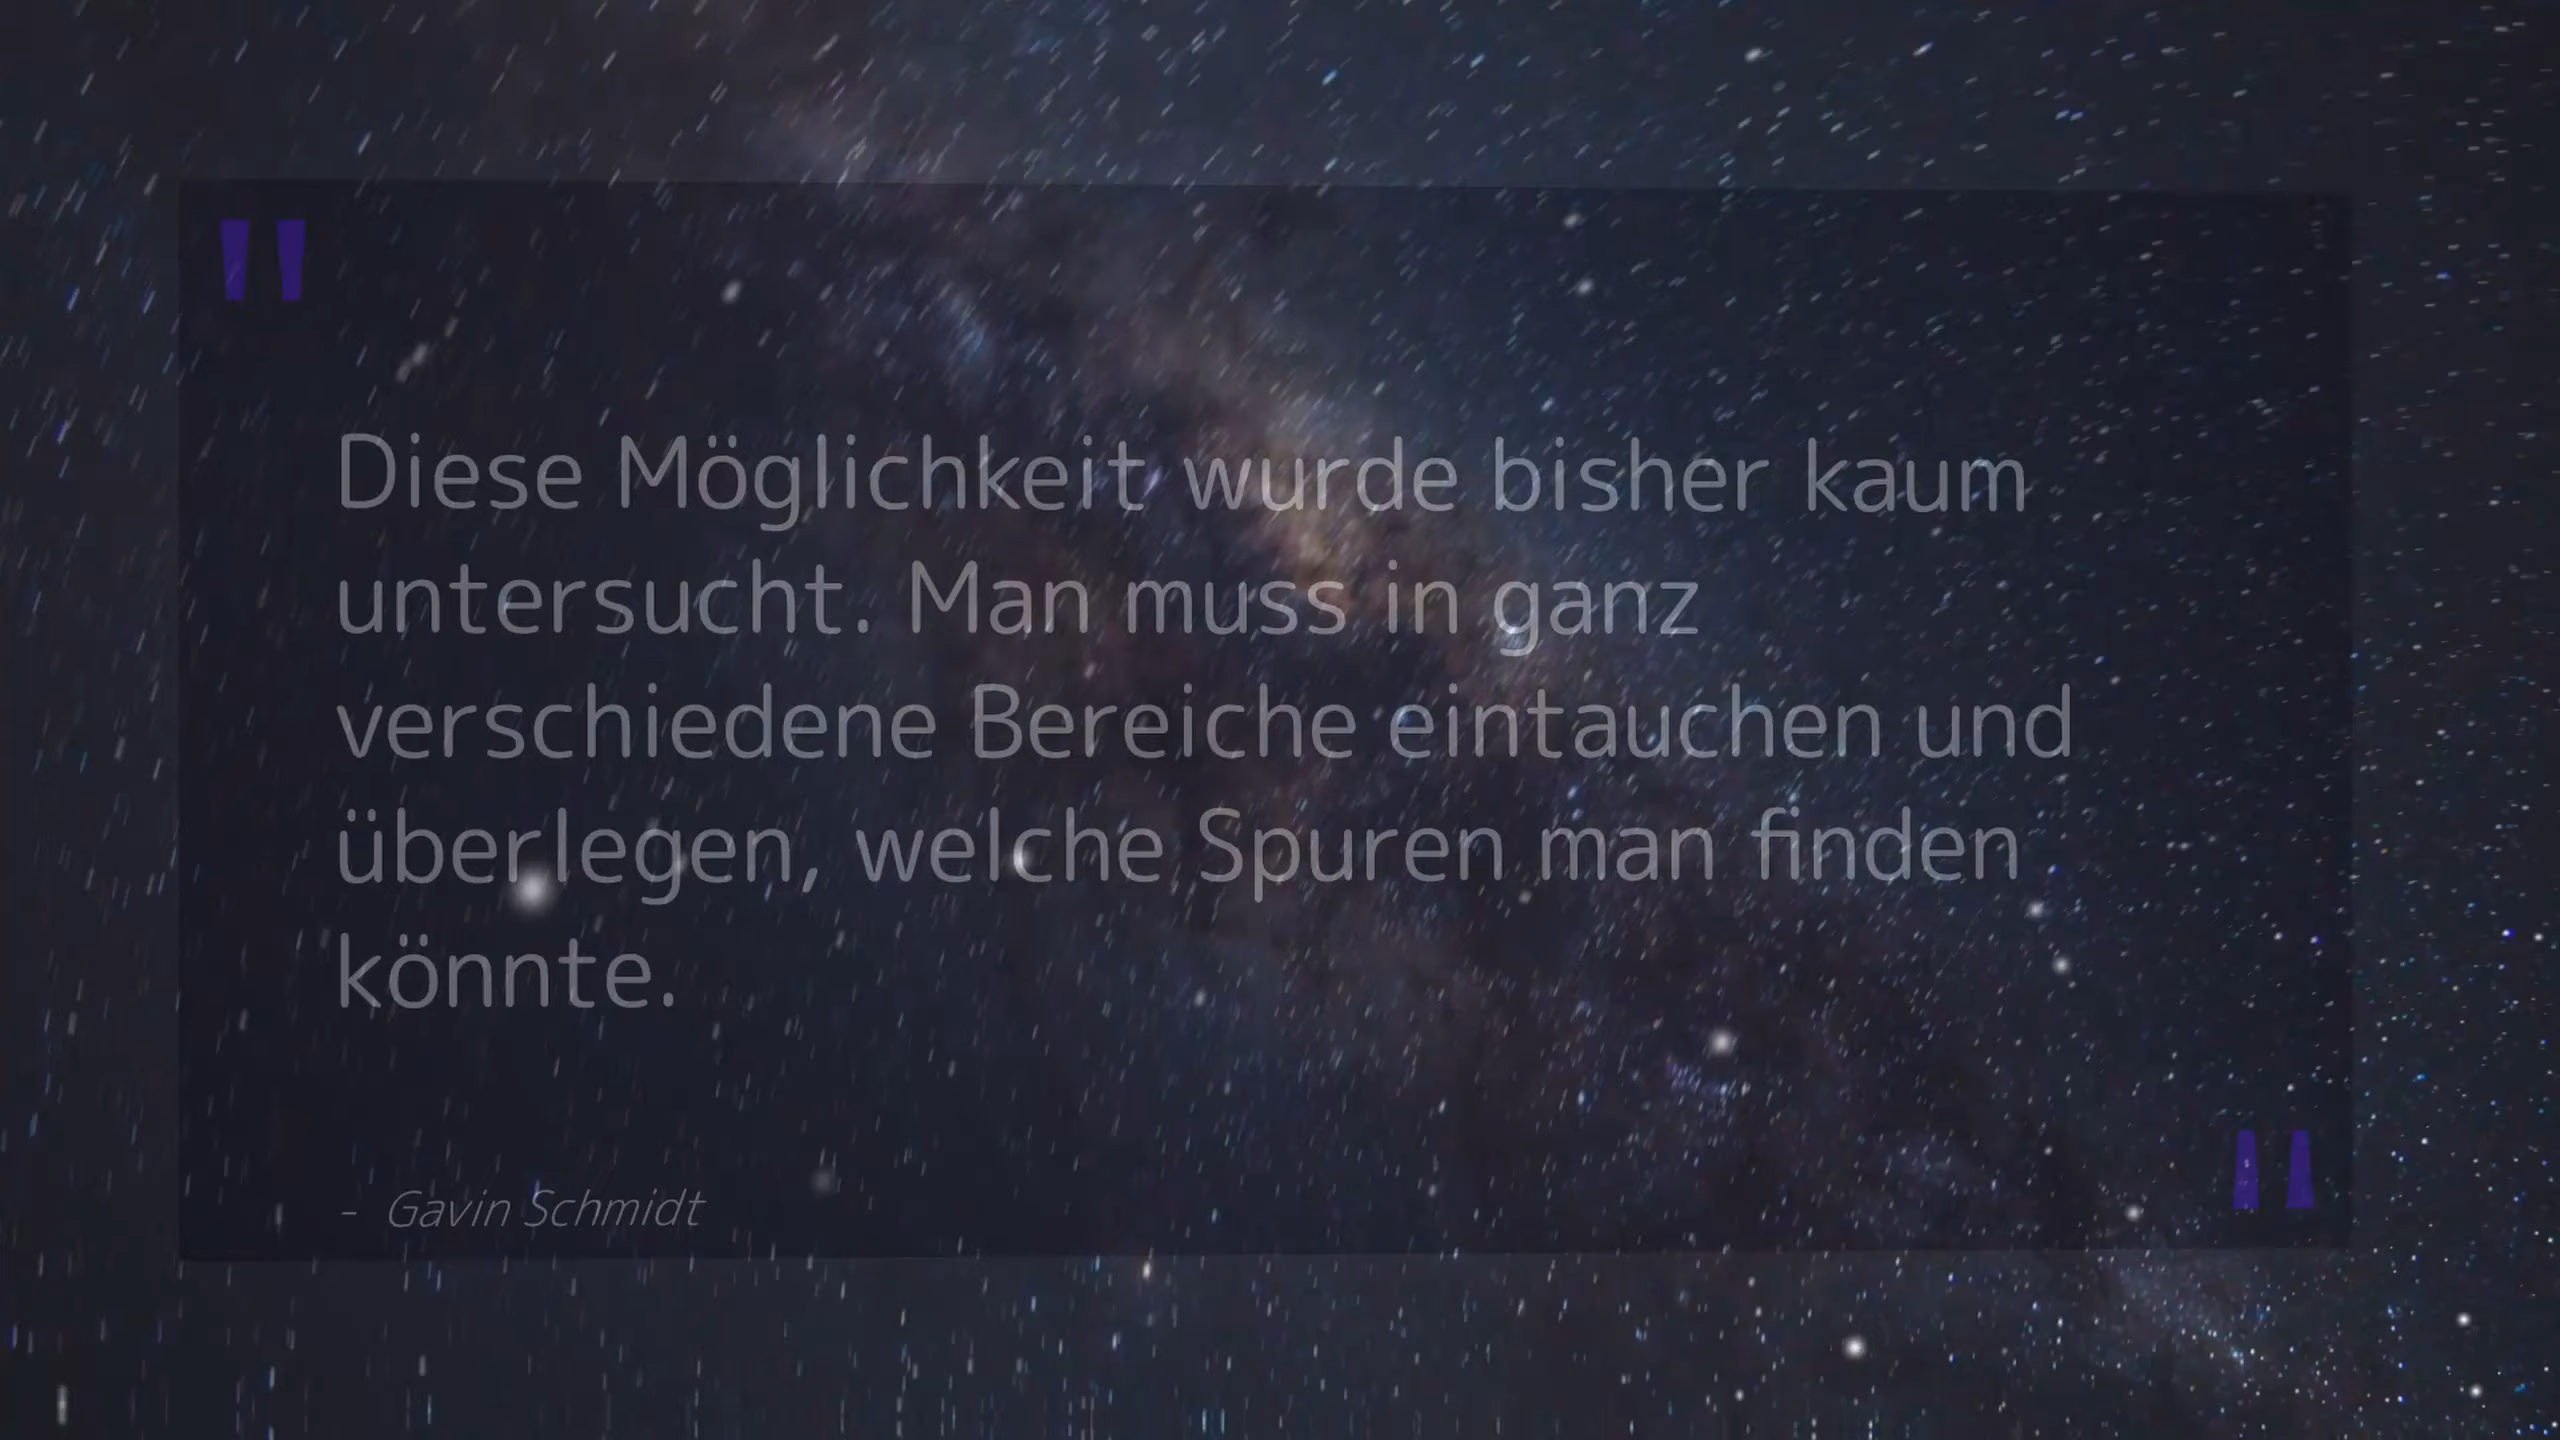 "
Diese Möglichkeit wurde bisher kaum
untersucht. Man muss in ganz
verschiedene Bereiche eintauchen und
überlegen, welche Spuren man finden
könnte.
- Gavin Schmidt
"